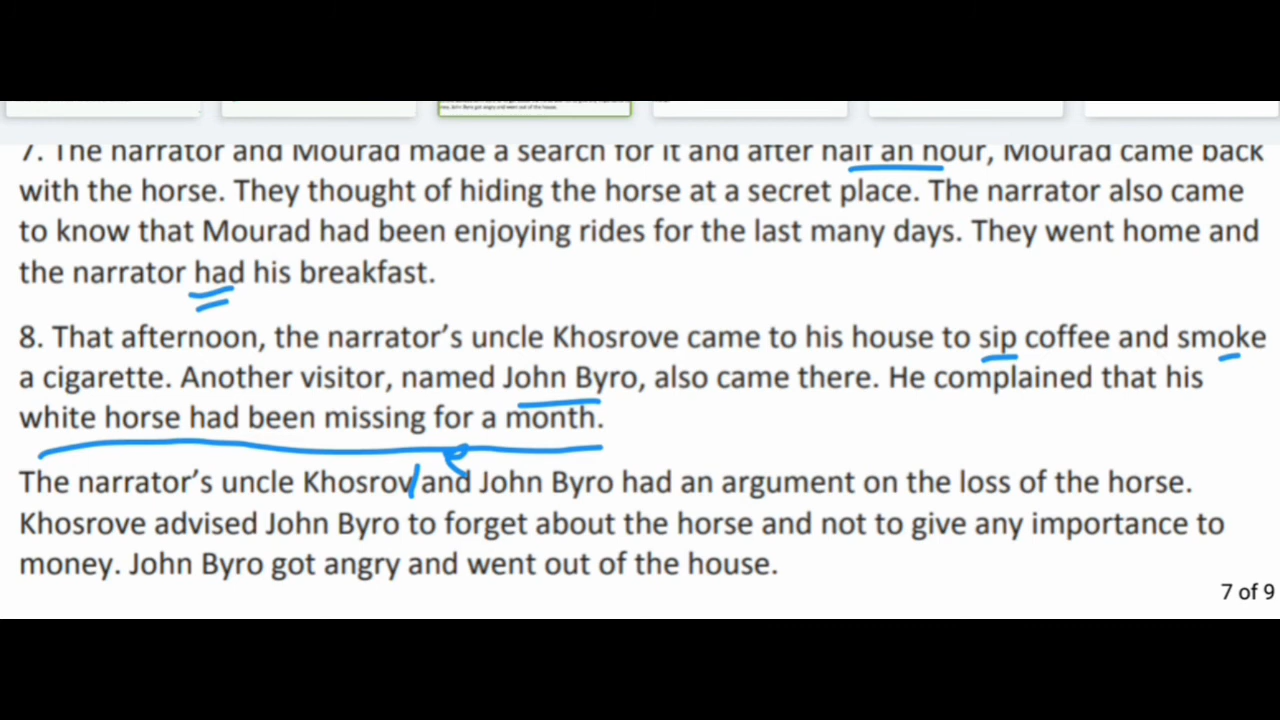 7. The narrator and Mourad made a search for it and after half an hour, Mourad came back
with the horse. They thought of hiding the horse at a secret place. The narrator also came
to know that Mourad had been enjoying rides for the last many days. They went home and
the narrator had his breakfast.
8. That afternoon, the narrator’s uncle Khosrove came to his house to sip coffee and smoke
a cigarette. Another visitor, named John Byro, also came there. He complained that his
white horse had been missing for a month.
The narrator’s uncle Khosrov and John Byro had an argument on the loss of the horse.
Khosrove advised John Byro to forget about the horse and not to give any importance to
money. John Byro got angry and went out of the house.
7 of 9